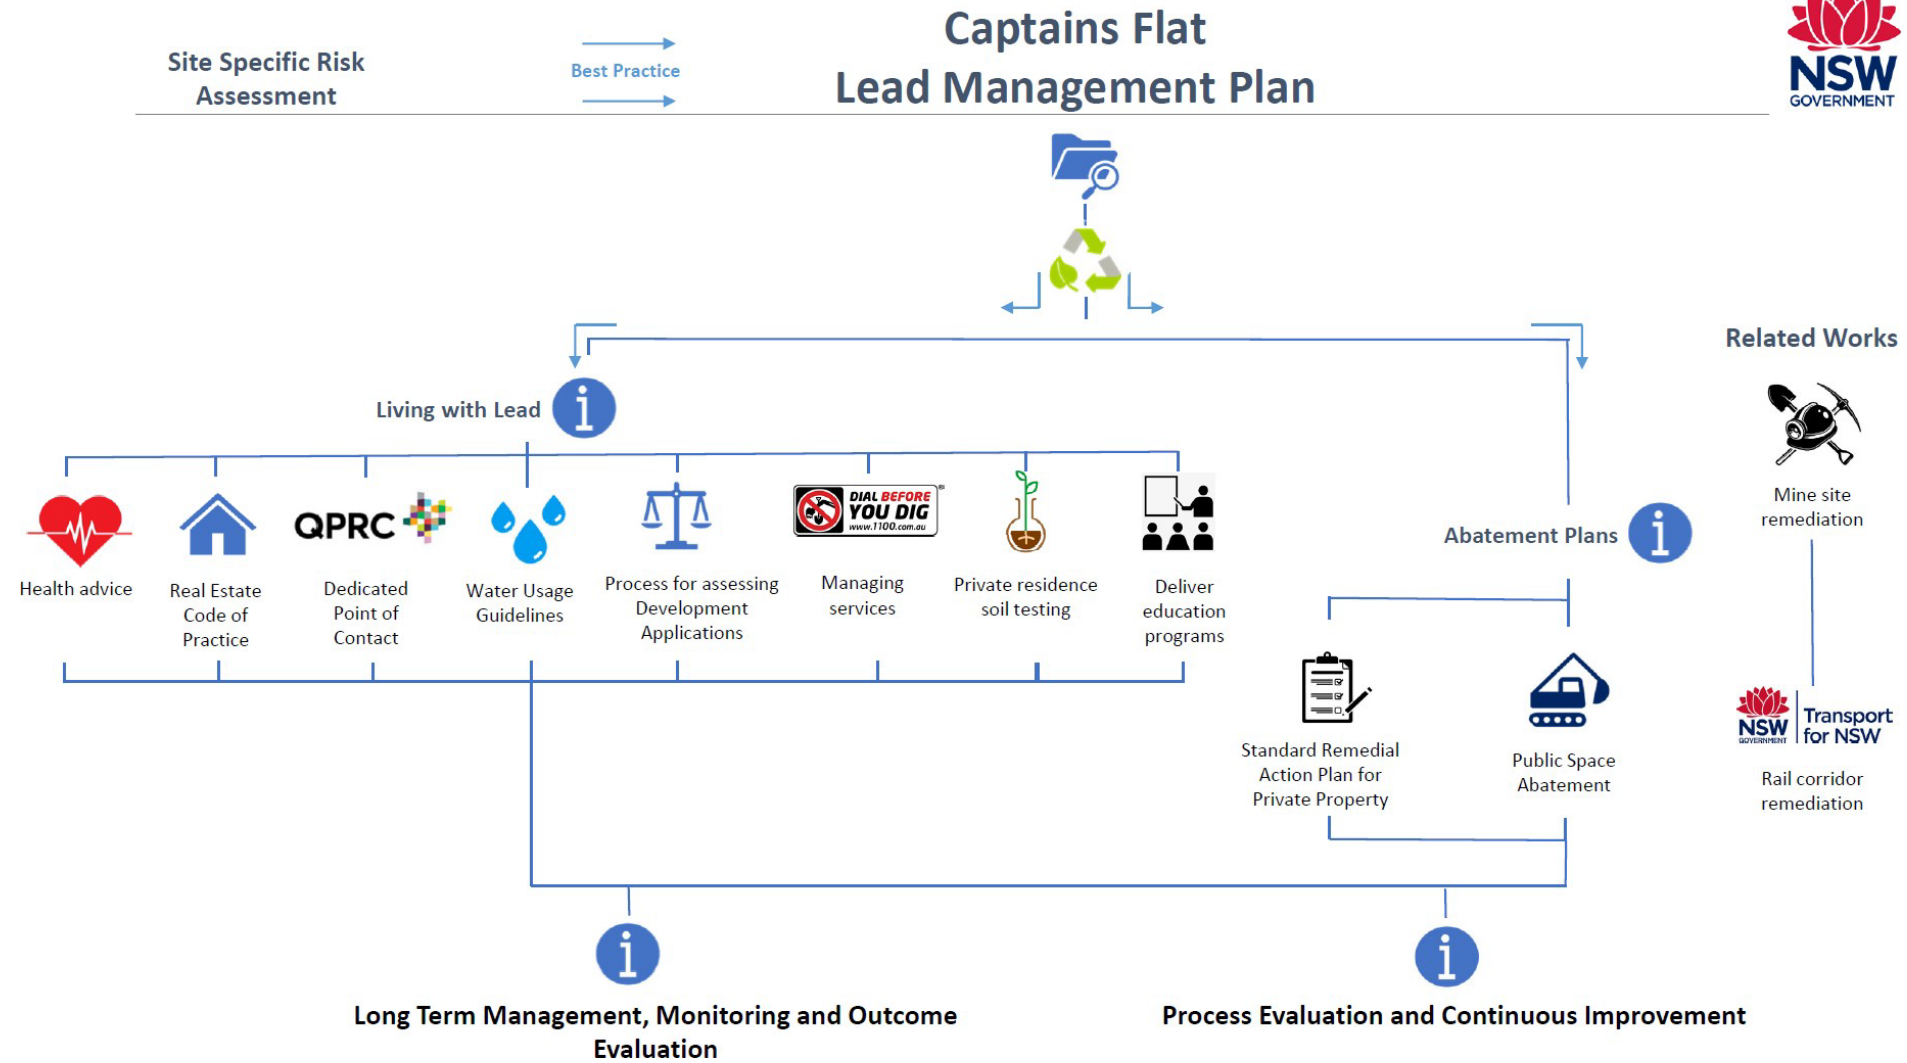 Captains Flat
Lead Management Plan
Site Specific Risk
Assessment
Best Practice
NSW
GOVERNMENT
Related Works
Living with Lead
i
Health advice
Real Estate
Code of
Practice
QPRC
Dedicated
Point of
Contact
Water Usage
Guidelines
Process for assessing
Development
Applications
DIAL BEFORE
YOU DIG
www.1100.com.au
®
Managing
services
Private residence
soil testing
Deliver
education
programs
Abatement Plans
i
Mine site
remediation
Standard Remedial
Action Plan for
Private Property
Public Space
Abatement
NSW
GOVERNMENT
Transport
for NSW
Rail corridor
remediation
i
Long Term Management, Monitoring and Outcome
Evaluation
i
Process Evaluation and Continuous Improvement